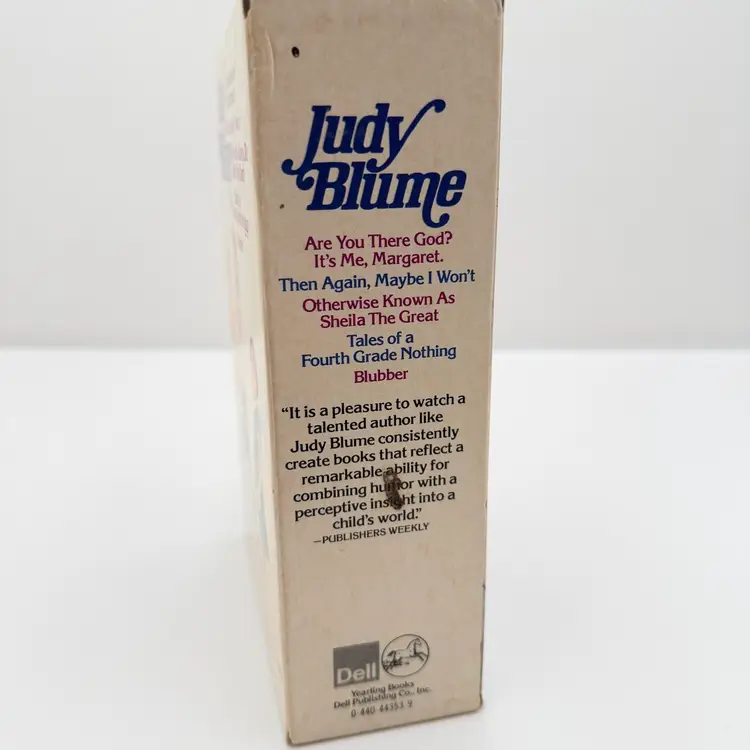 Judy
Blume
Are You There God?
It's Me, Margaret.
Then Again, Maybe I Won't
Otherwise Known As
Sheila The Great
Tales of a
Fourth Grade Nothing
Blubber
“It is a pleasure to watch a
talented author like
Judy Blume consistently
create books that reflect a
remarkable ability for
combining humor with a
perceptive insight into a
child's world.”
—PUBLISHERS WEEKLY
Dell
Yearling Books
Dell Publishing Co., Inc.
0-440-44353-9